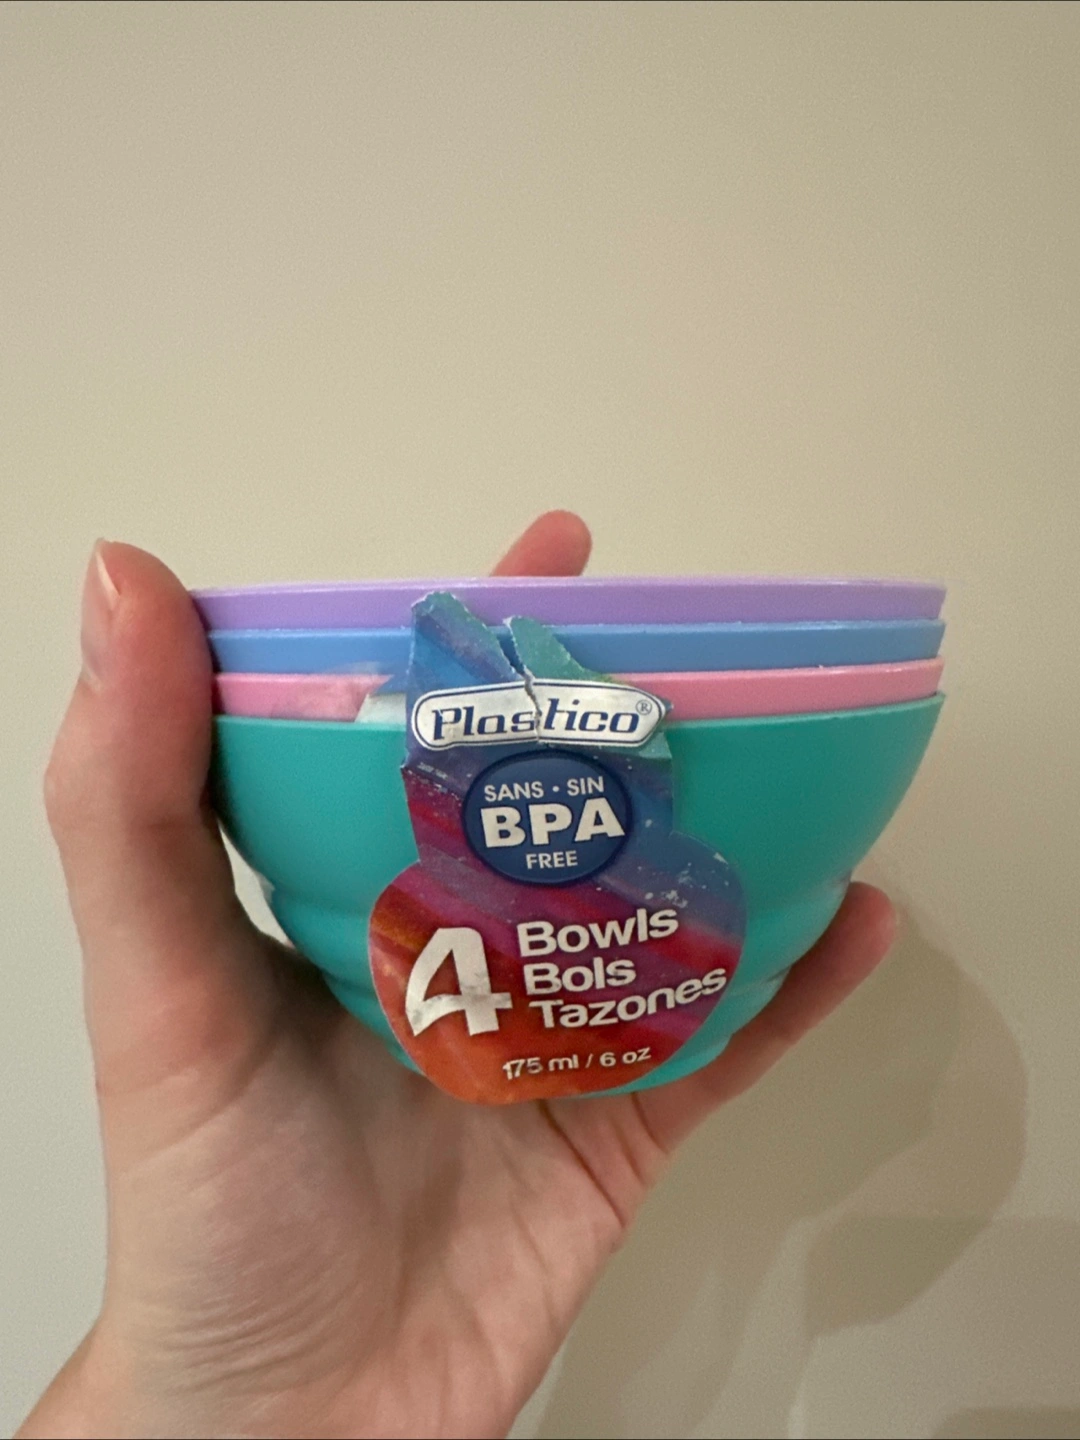 Plastico®
SANS • SIN
BPA
FREE
4
Bowls
Bols
Tazones
175 ml / 6 oz